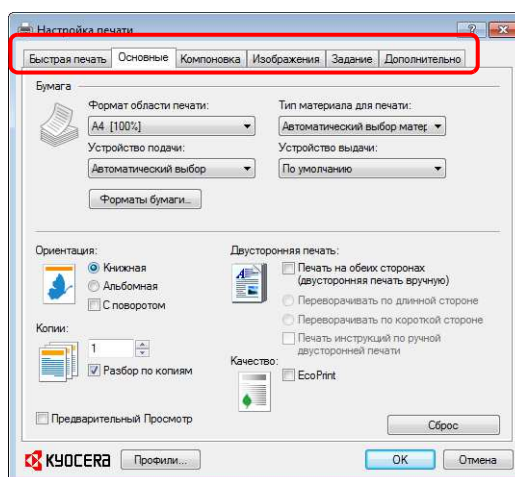 Настройка печати
Быстрая печать Основные Компоновка Изображения Задание Дополнительно
Бумага
Формат области печати: Тип материала для печати:
A4 [100%] Автоматический выбор матер
Устройство подачи: Устройство выдачи:
Автоматический выбор По умолчанию
Форматы бумаги...
Ориентация: Двусторонняя печать:
Книжная Печать на обеих сторонах
(двусторонняя печать вручную)
Альбомная
С поворотом Переворачивать по длинной стороне
Переворачивать по короткой стороне
Копии: Печать инструкций по ручной
двусторонней печати
1
Разбор по копиям
Качество:
EcoPrint
Предварительный Просмотр
Сброс
KYOCERA Профили... OK Отмена